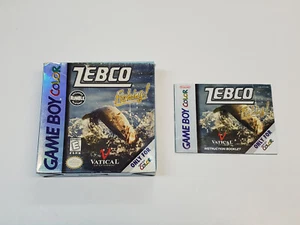 ZEBCO
Fishing!
GAME BOY COLOR
E
VATICAL
ONLY FOR
COLOR
ZEBCO
GAME BOY COLOR
VATICAL
ONLY FOR
COLOR
INSTRUCTION BOOKLET